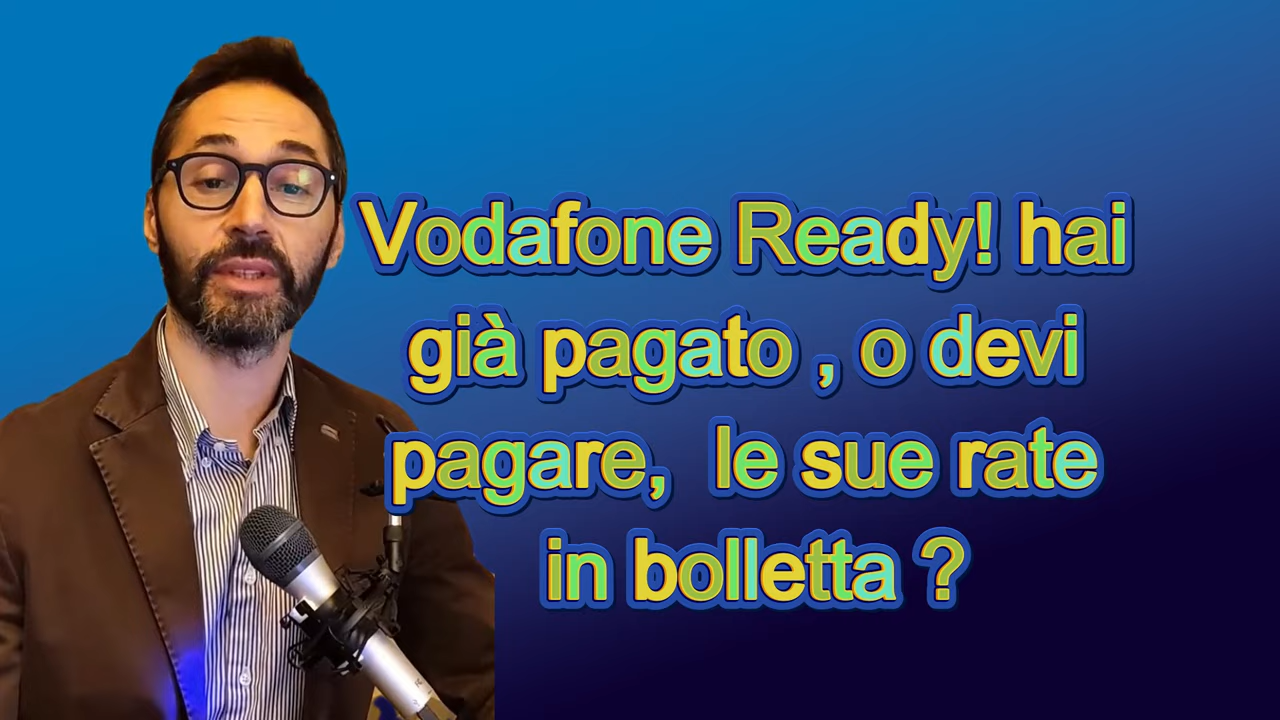 Vodafone Ready! hai
già pagato , o devi
pagare, le sue rate
in bolletta ?